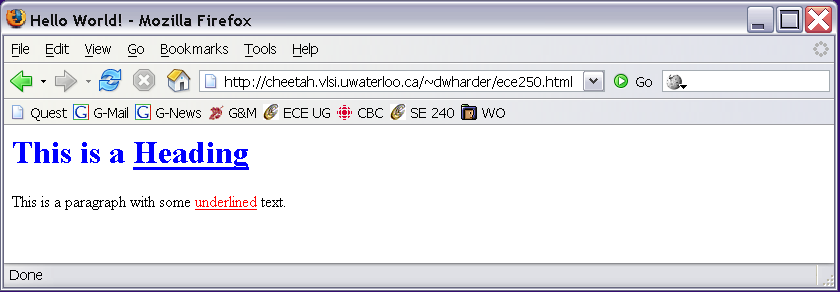 Hello World! - Mozilla Firefox
File Edit View Go Bookmarks Tools Help
http://cheetah.vlsi.uwaterloo.ca/~dwharder/ece250.html Go
Quest G G-Mail G G-News G&M ECE UG CBC SE 240 WO
This is a Heading
This is a paragraph with some underlined text.
Done